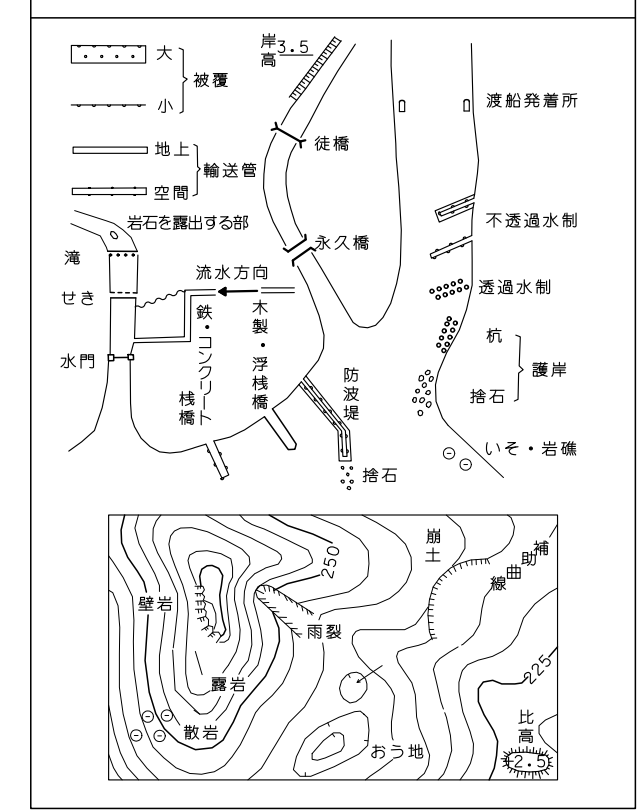 大
小
被覆
地上
空間
輸送管
岸高
3.5
徒橋
永久橋
渡船発着所
不透過水制
透過水制
杭
捨石
護岸
いそ・岩礁
岩石を露出する部
滝
せき
水門
流水方向
鉄・コンクリート桟橋
木製・浮桟橋
防波堤
捨石
250
崩土
補助曲線
壁岩
雨裂
露岩
散岩
おう地
225
比高
+2.5